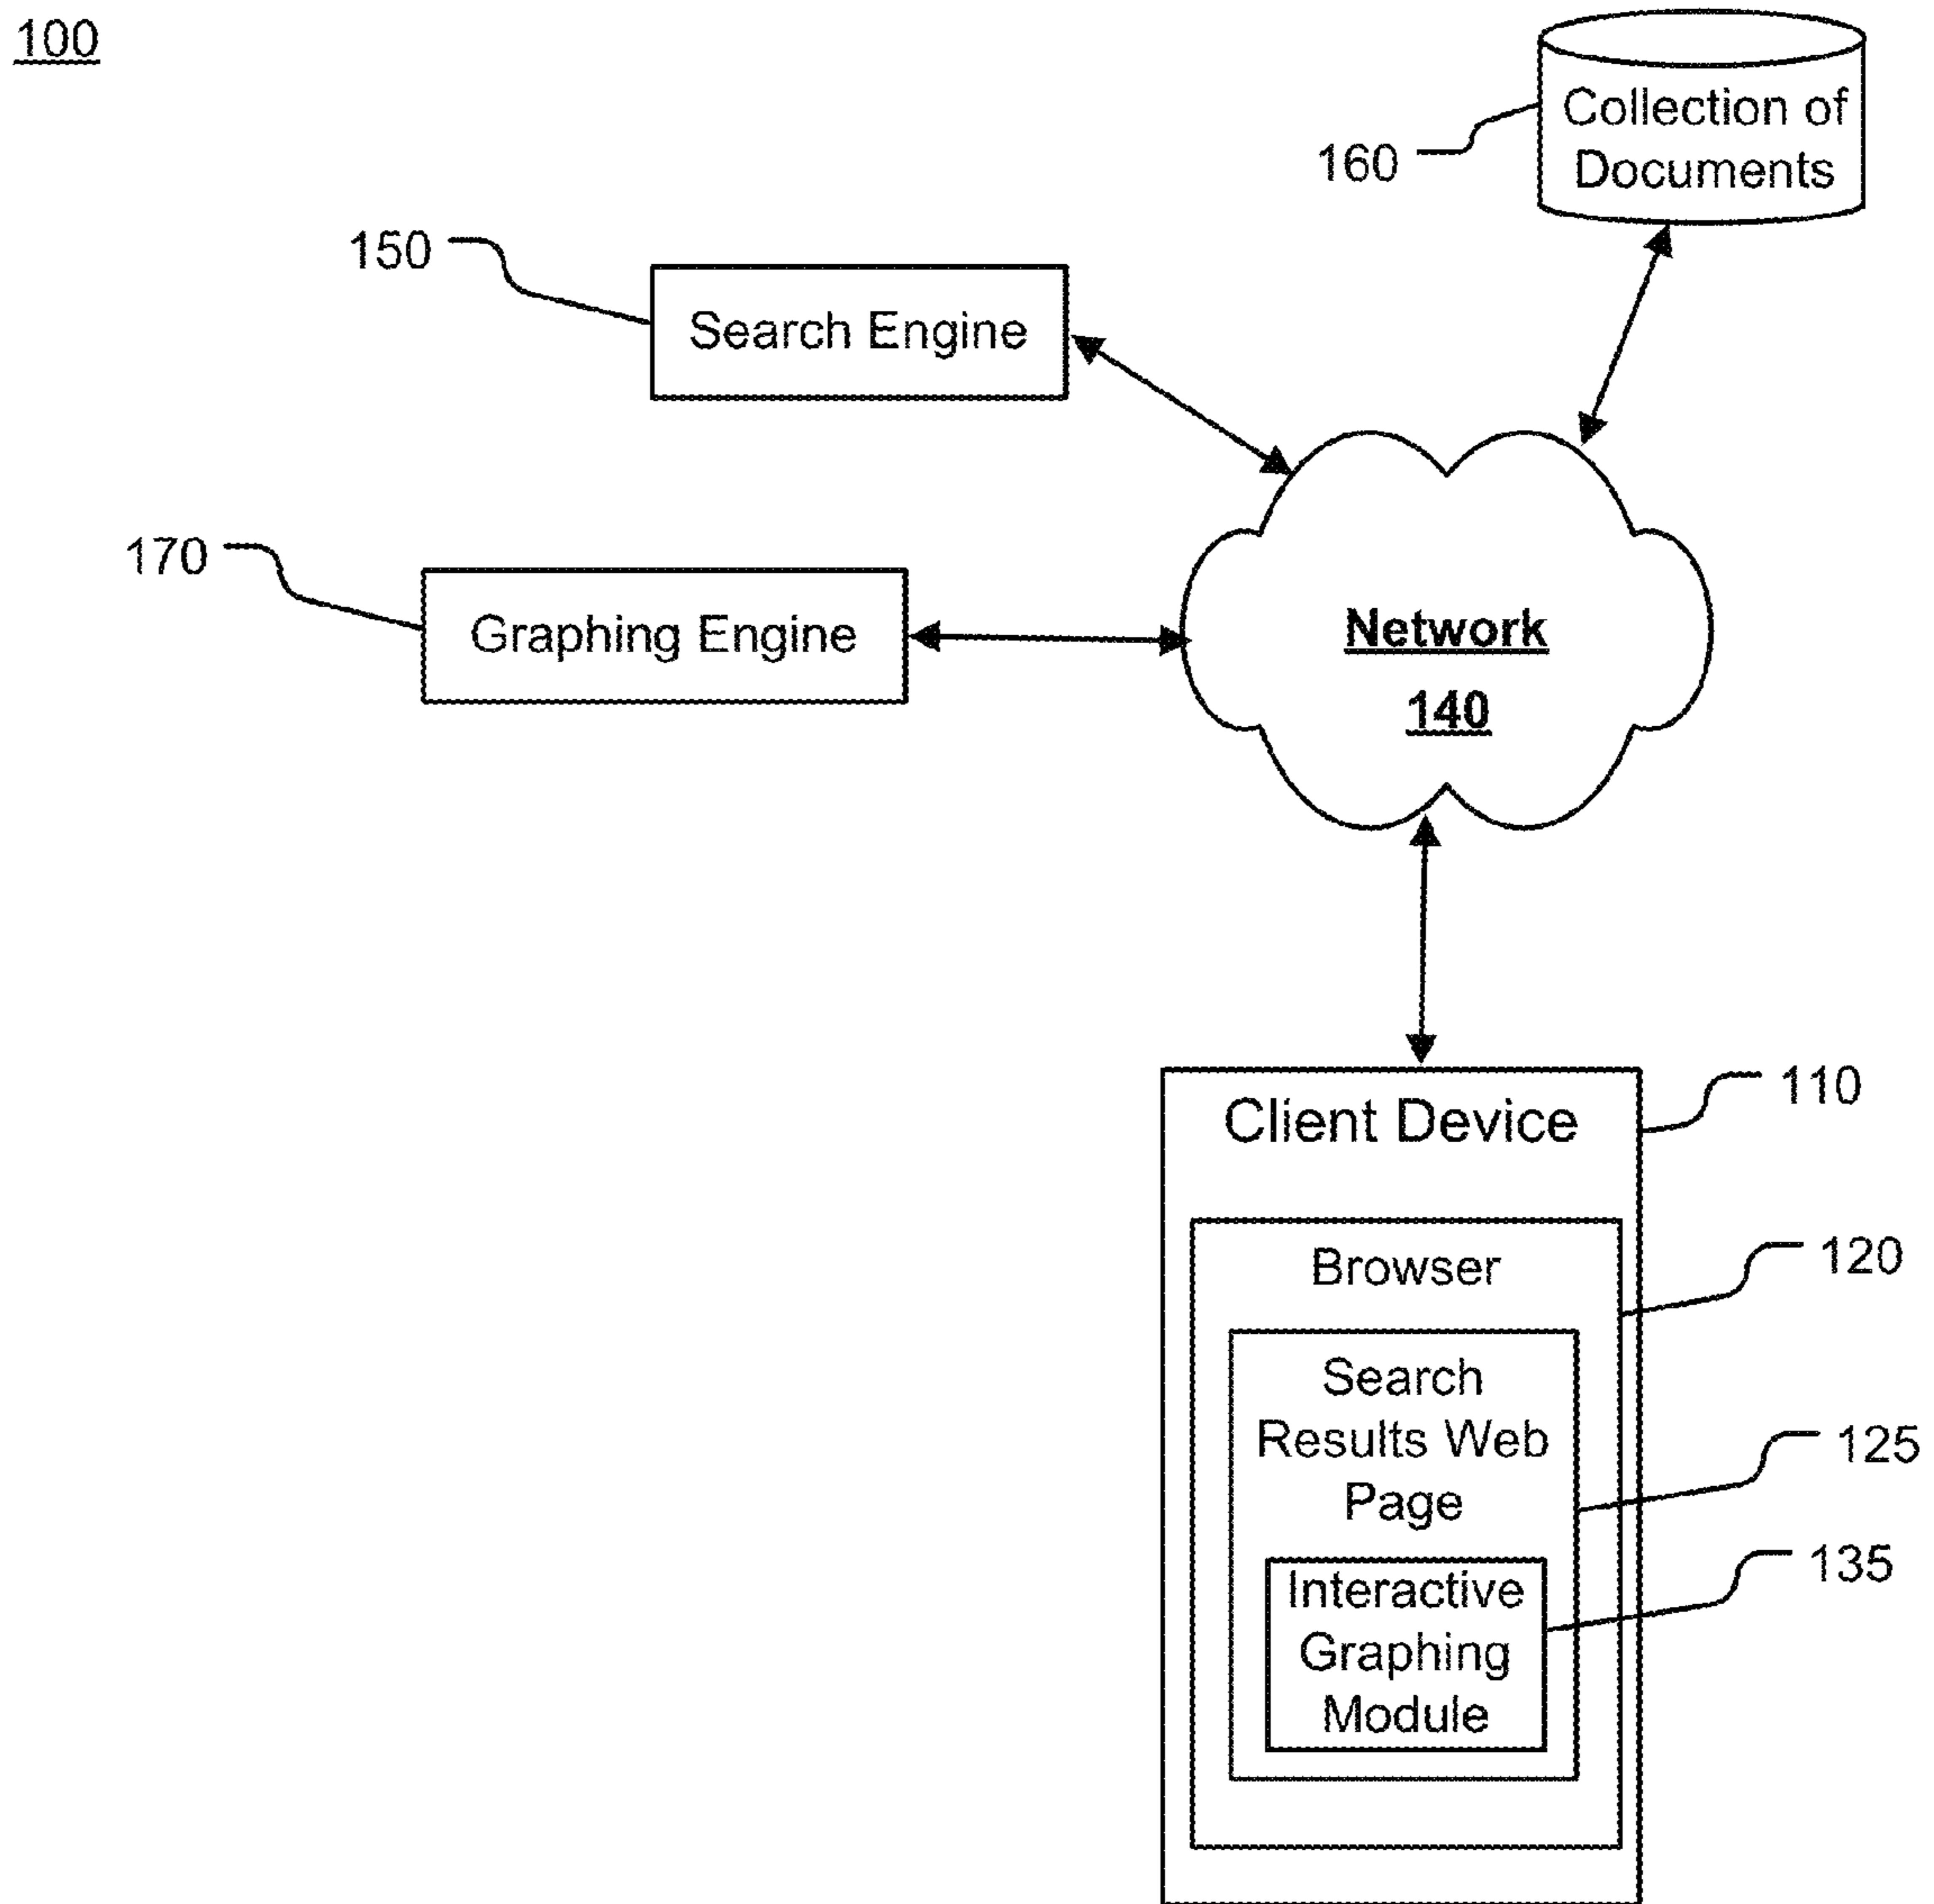 100
Collection of
Documents
160
150
Search Engine
170
Graphing Engine
Network
140
Client Device
110
Browser
120
Search
Results Web
Page
125
Interactive
Graphing
Module
135